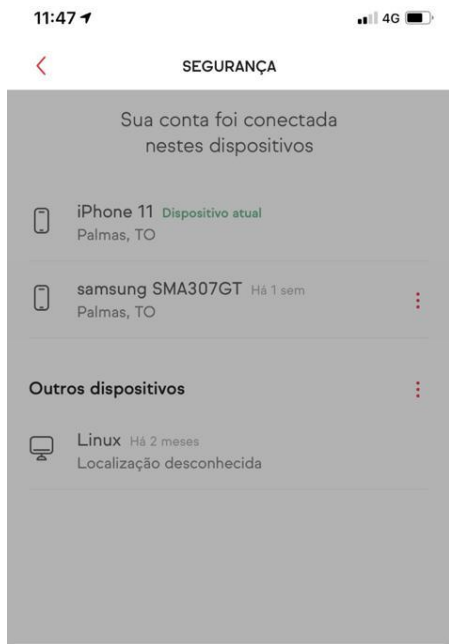 11:47
4G
SEGURANÇA
Sua conta foi conectada
nestes dispositivos
iPhone 11 Dispositivo atual
Palmas, TO
samsung SMA307GT Há 1 sem
Palmas, TO
Outros dispositivos
Linux Há 2 meses
Localização desconhecida